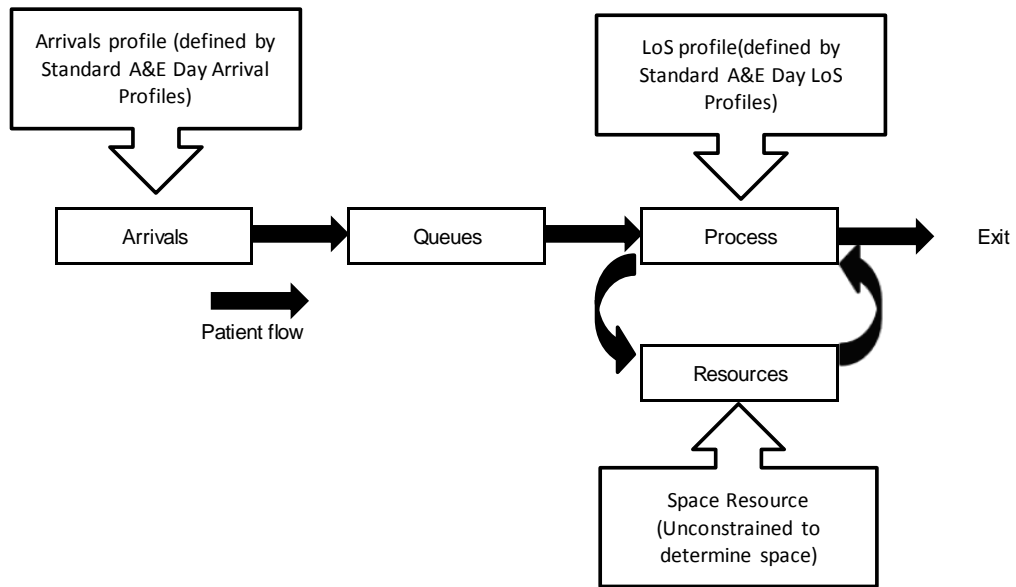 Arrivals profile (defined by
Standard A&E Day Arrival
Profiles)
LoS profile(defined by
Standard A&E Day LoS
Profiles)
Arrivals
Queues
Process
Exit
Patient flow
Resources
Space Resource
(Unconstrained to
determine space)